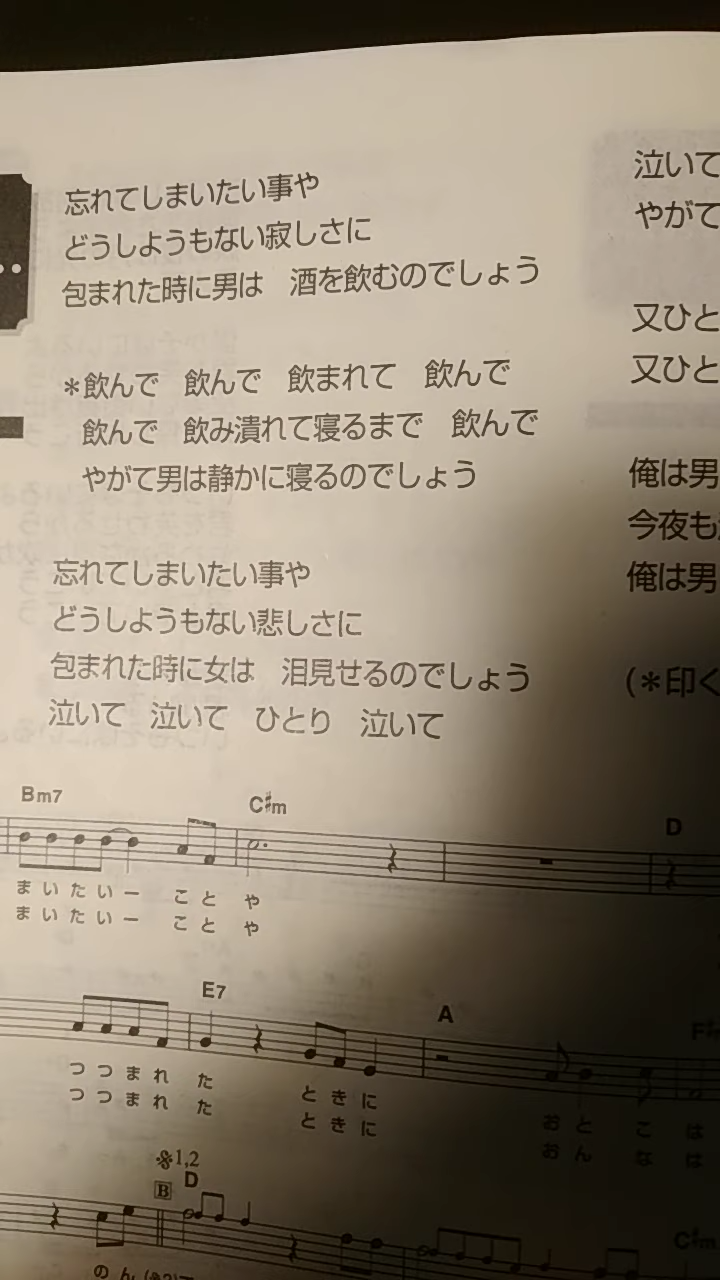 忘れてしまいたい事や
どうしようもない寂しさに
包まれた時に男は　酒を飲むのでしょう
＊飲んで　飲んで　飲まれて　飲んで
飲んで　飲み潰れて寝るまで　飲んで
やがて男は静かに寝るのでしょう
忘れてしまいたい事や
どうしようもない悲しさに
包まれた時に女は　泪見せるのでしょう
泣いて　泣いて　ひとり　泣いて
泣いて
やがて
又ひと
又ひと
俺は男
今夜も
俺は男
(＊印く
Bm7 C♯m D
まいたいー こと や
まいたいー こと や
E7 A
つつまれ た ときに おと こ は
つつまれ た ときに おん な は
𝄋1,2
B D C♯m
のん